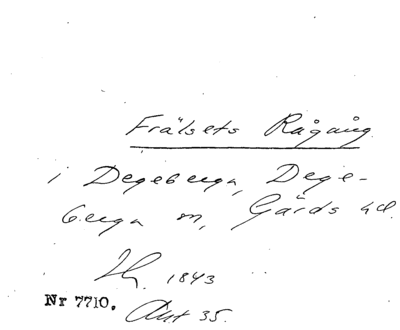 Frälsets Rågång
i Degeberga, Dege-
berga sn, Gärds hd.
1843
Nr 7710.
Akt 35.